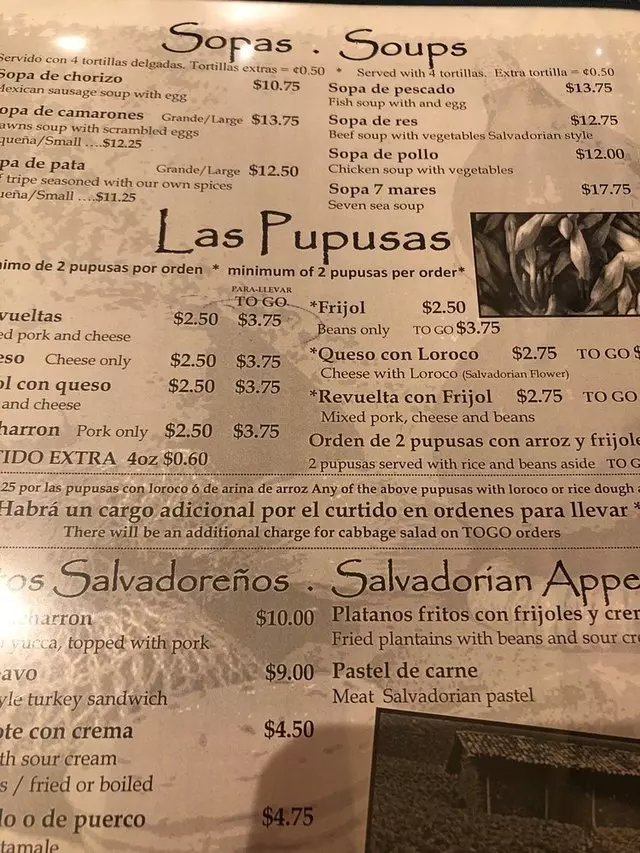 Sopas . Soups
Servido con 4 tortillas delgadas. Tortillas extras = ¢0.50 * Served with 4 tortillas. Extra tortilla = ¢0.50
Sopa de chorizo $10.75
Mexican sausage soup with egg
opa de camarones Grande/Large $13.75
awns soup with scrambled eggs
queña/Small ....$12.25
pa de pata Grande/Large $12.50
f tripe seasoned with our own spices
ueña/Small ....$11.25
Sopa de pescado $13.75
Fish soup with and egg
Sopa de res $12.75
Beef soup with vegetables Salvadorian style
Sopa de pollo $12.00
Chicken soup with vegetables
Sopa 7 mares $17.75
Seven sea soup
Las Pupusas
nimo de 2 pupusas por orden * minimum of 2 pupusas per order*
PARA-LLEVAR
TO GO
vueltas $2.50 $3.75
ed pork and cheese
eso Cheese only $2.50 $3.75
ol con queso $2.50 $3.75
and cheese
harron Pork only $2.50 $3.75
TIDO EXTRA 4oz $0.60
*Frijol $2.50
Beans only TO GO $3.75
*Queso con Loroco $2.75 TO GO $
Cheese with Loroco (Salvadorian Flower)
*Revuelta con Frijol $2.75 TO GO
Mixed pork, cheese and beans
Orden de 2 pupusas con arroz y frijole
2 pupusas served with rice and beans aside TO G
.25 por las pupusas con loroco ó de arina de arroz Any of the above pupusas with loroco or rice dough a
Habrá un cargo adicional por el curtido en ordenes para llevar *
There will be an additional charge for cabbage salad on TOGO orders
tos Salvadoreños . Salvadorian Appe
charron $10.00
yucca, topped with pork
avo $9.00
yle turkey sandwich
ote con crema $4.50
th sour cream
s / fried or boiled
lo o de puerco $4.75
tamale
Platanos fritos con frijoles y crem
Fried plantains with beans and sour cre
Pastel de carne
Meat Salvadorian pastel